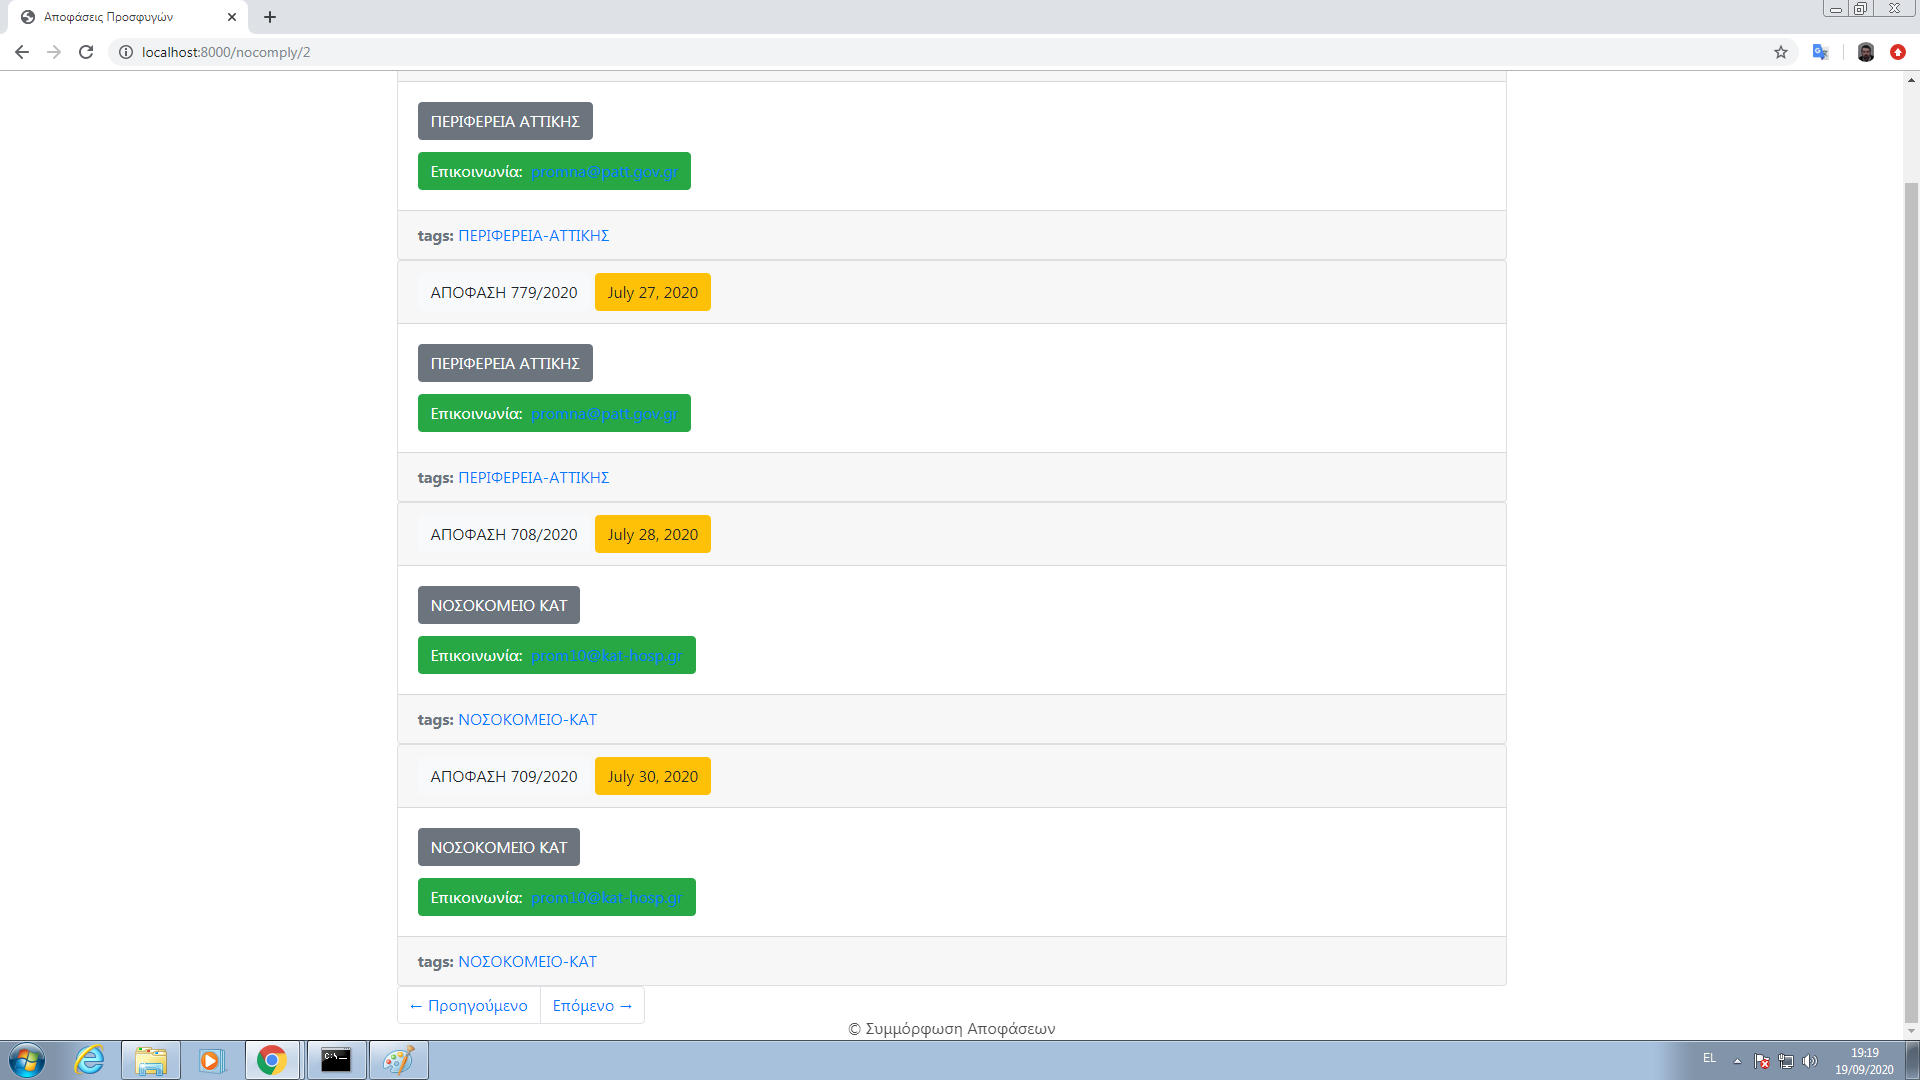 Αποφάσεις Προσφυγών
localhost:8000/nocomply/2
ΠΕΡΙΦΕΡΕΙΑ ΑΤΤΙΚΗΣ
Επικοινωνία: promna@patt.gov.gr
tags: ΠΕΡΙΦΕΡΕΙΑ-ΑΤΤΙΚΗΣ
ΑΠΟΦΑΣΗ 779/2020 July 27, 2020
ΠΕΡΙΦΕΡΕΙΑ ΑΤΤΙΚΗΣ
Επικοινωνία: promna@patt.gov.gr
tags: ΠΕΡΙΦΕΡΕΙΑ-ΑΤΤΙΚΗΣ
ΑΠΟΦΑΣΗ 708/2020 July 28, 2020
ΝΟΣΟΚΟΜΕΙΟ ΚΑΤ
Επικοινωνία: prom10@kat-hosp.gr
tags: ΝΟΣΟΚΟΜΕΙΟ-ΚΑΤ
ΑΠΟΦΑΣΗ 709/2020 July 30, 2020
ΝΟΣΟΚΟΜΕΙΟ ΚΑΤ
Επικοινωνία: prom10@kat-hosp.gr
tags: ΝΟΣΟΚΟΜΕΙΟ-ΚΑΤ
← Προηγούμενο Επόμενο →
© Συμμόρφωση Αποφάσεων
EL 19:19
19/09/2020